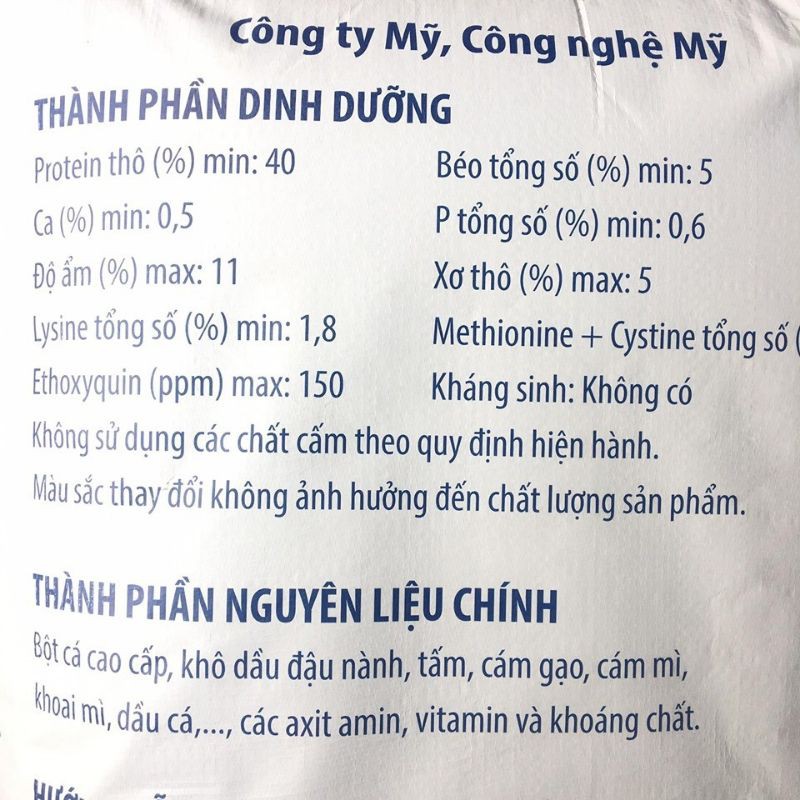 Công ty Mỹ, Công nghệ Mỹ
THÀNH PHẦN DINH DƯỠNG
Protein thô (%) min: 40 Béo tổng số (%) min: 5
Ca (%) min: 0,5 P tổng số (%) min: 0,6
Độ ẩm (%) max: 11 Xơ thô (%) max: 5
Lysine tổng số (%) min: 1,8 Methionine + Cystine tổng số (
Ethoxyquin (ppm) max: 150 Kháng sinh: Không có
Không sử dụng các chất cấm theo quy định hiện hành.
Màu sắc thay đổi không ảnh hưởng đến chất lượng sản phẩm.
THÀNH PHẦN NGUYÊN LIỆU CHÍNH
Bột cá cao cấp, khô dầu đậu nành, tấm, cám gạo, cám mì,
khoai mì, dầu cá,..., các axit amin, vitamin và khoáng chất.